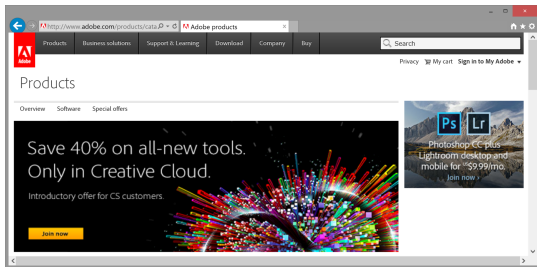 http://www.adobe.com/products/cata
Adobe products
Products Business solutions Support & Learning Download Company Buy
Search
Adobe
Privacy My cart Sign in to My Adobe
Products
Overview Software Special offers
Save 40% on all-new tools.
Only in Creative Cloud.
Introductory offer for CS customers.
Join now
Ps Lr
Photoshop CC plus
Lightroom desktop and
mobile for US$9.99/mo.
Join now ›